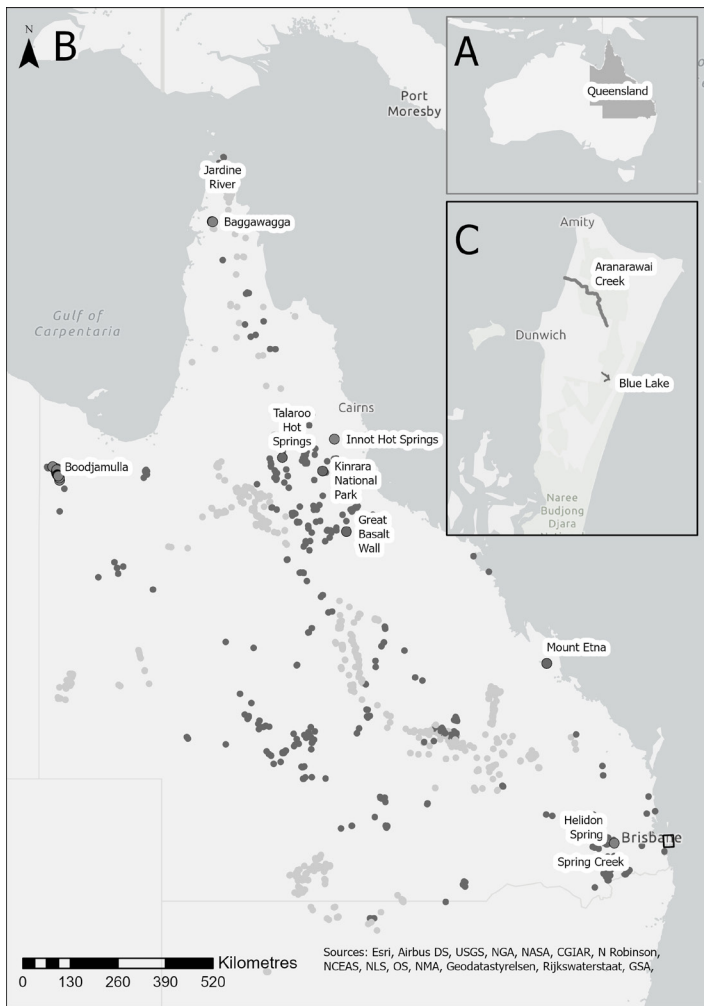 N
B
A
Queensland
Port
Moresby
Jardine
River
Baggawagga
C
Amity
Aranarawai
Creek
Dunwich
Blue Lake
Naree
Budjong
Djara
Gulf of
Carpentaria
Cairns
Talaroo
Hot
Springs
Innot Hot Springs
Boodjamulla
Kinrara
National
Park
Great
Basalt
Wall
Mount Etna
Helidon
Spring
Brisbane
Spring Creek
Kilometres
0 130 260 390 520
Sources: Esri, Airbus DS, USGS, NGA, NASA, CGIAR, N Robinson,
NCEAS, NLS, OS, NMA, Geodatastyrelsen, Rijkswaterstaat, GSA,